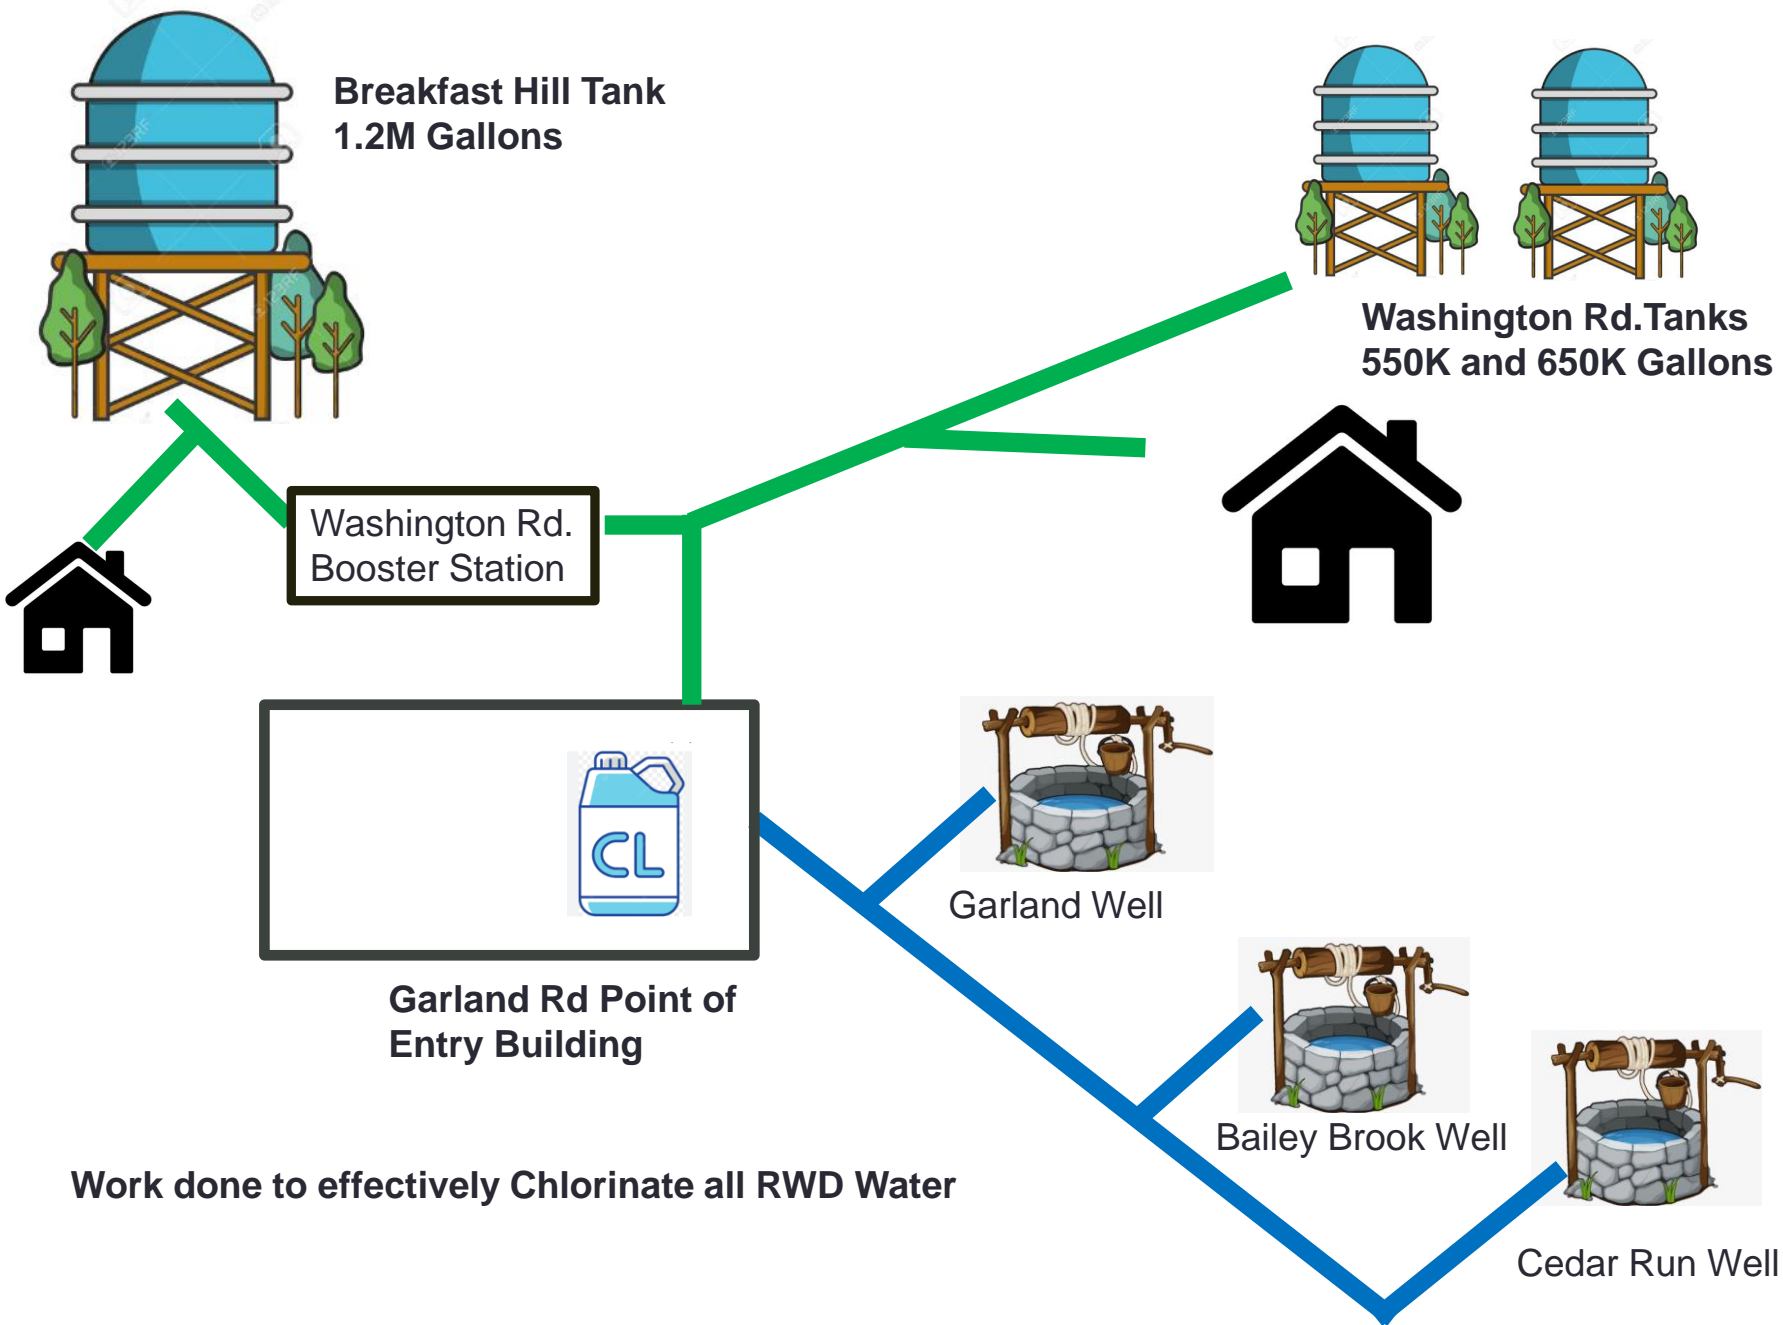 Breakfast Hill Tank
1.2M Gallons
Washington Rd.Tanks
550K and 650K Gallons
Washington Rd.
Booster Station
CL
Garland Well
Garland Rd Point of
Entry Building
Bailey Brook Well
Work done to effectively Chlorinate all RWD Water
Cedar Run Well